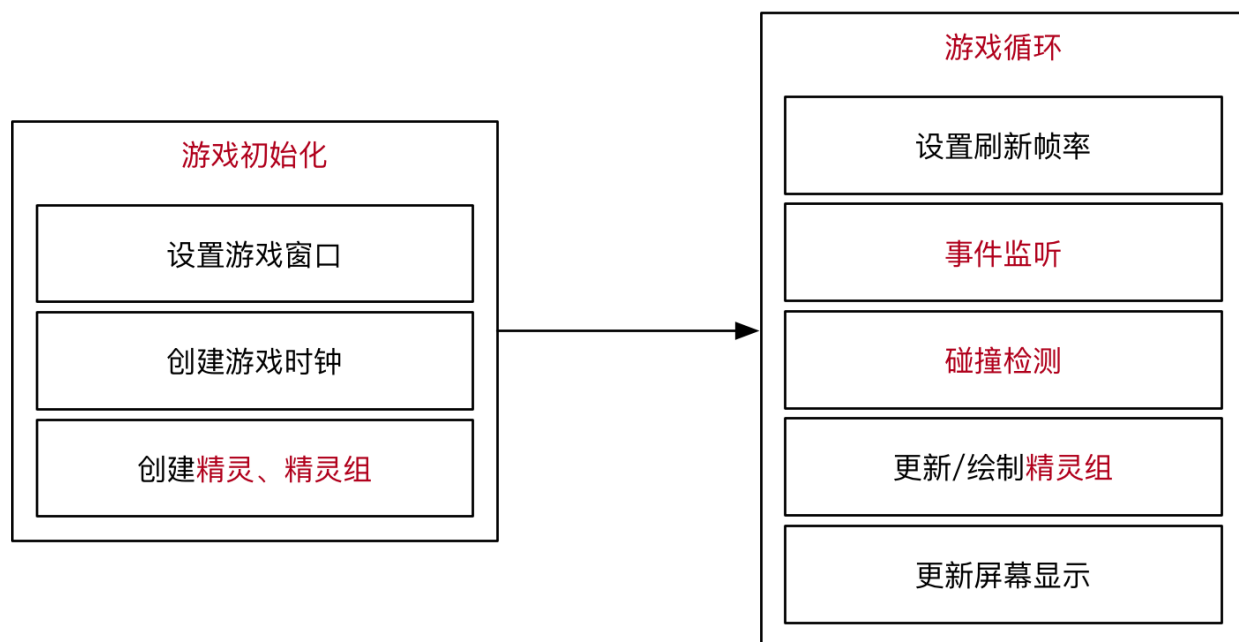 游戏初始化
设置游戏窗口
创建游戏时钟
创建精灵、精灵组
游戏循环
设置刷新帧率
事件监听
碰撞检测
更新/绘制精灵组
更新屏幕显示